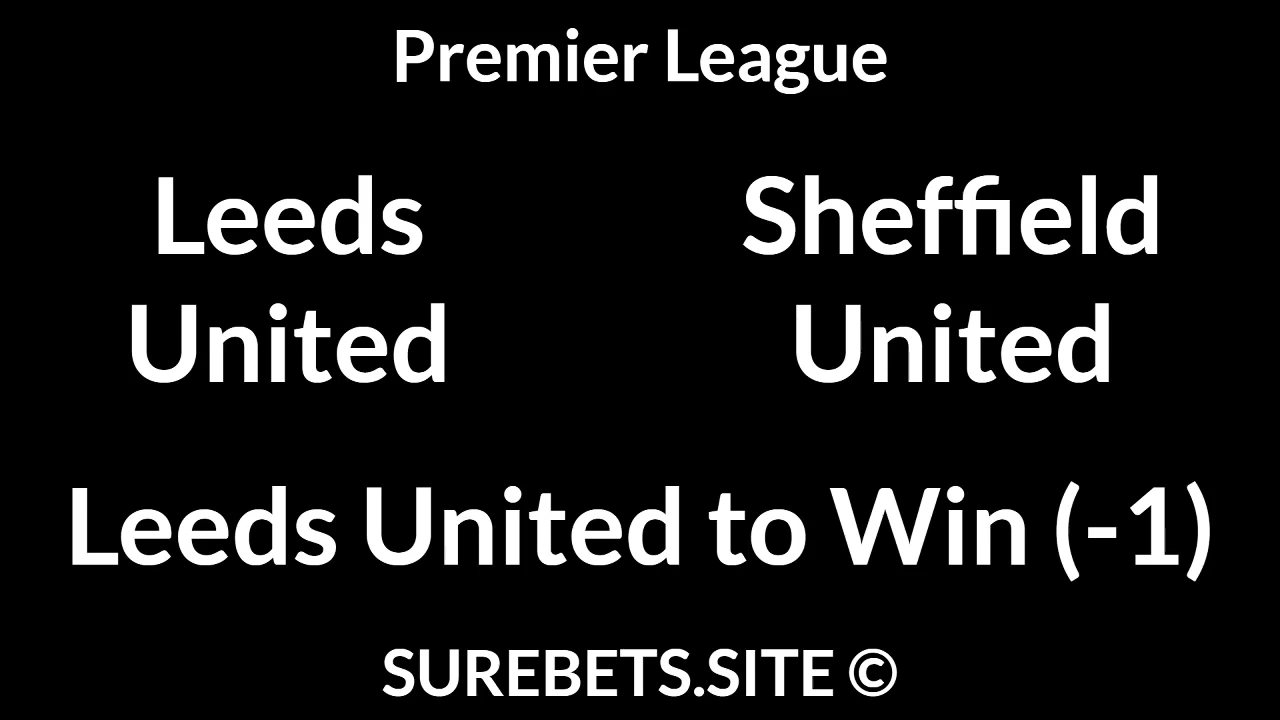 Premier League
Leeds
United
Sheffield
United
Leeds United to Win (-1)
SUREBETS.SITE ©